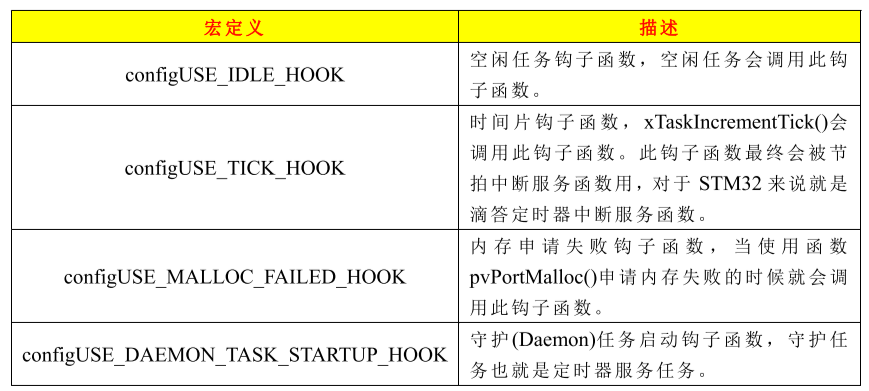 宏定义
描述
configUSE_IDLE_HOOK
空闲任务钩子函数，空闲任务会调用此钩
子函数。
configUSE_TICK_HOOK
时间片钩子函数，xTaskIncrementTick()会
调用此钩子函数。此钩子函数最终会被节
拍中断服务函数用，对于 STM32 来说就是
滴答定时器中断服务函数。
configUSE_MALLOC_FAILED_HOOK
内存申请失败钩子函数，当使用函数
pvPortMalloc()申请内存失败的时候就会调
用此钩子函数。
configUSE_DAEMON_TASK_STARTUP_HOOK
守护(Daemon)任务启动钩子函数，守护任
务也就是定时器服务任务。